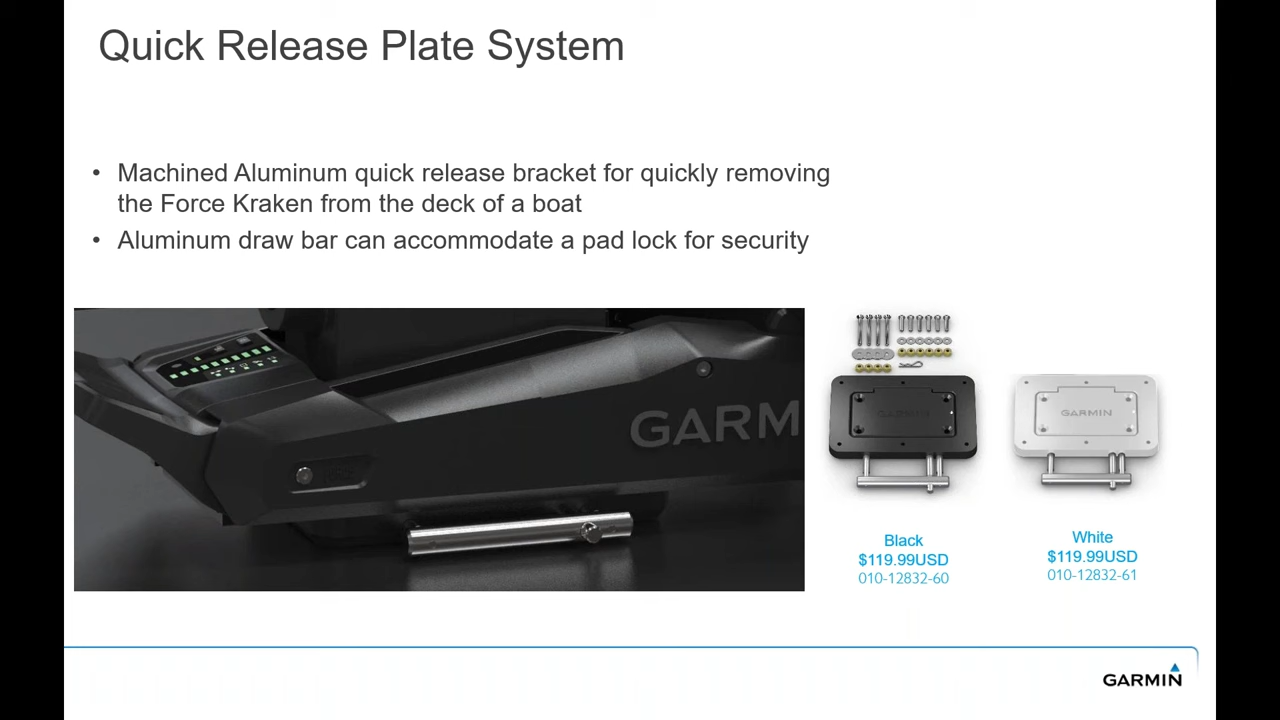 Quick Release Plate System
• Machined Aluminum quick release bracket for quickly removing
the Force Kraken from the deck of a boat
• Aluminum draw bar can accommodate a pad lock for security
GARM
GARMIN
GARMIN
Black
$119.99USD
010-12832-60
White
$119.99USD
010-12832-61
GARMIN